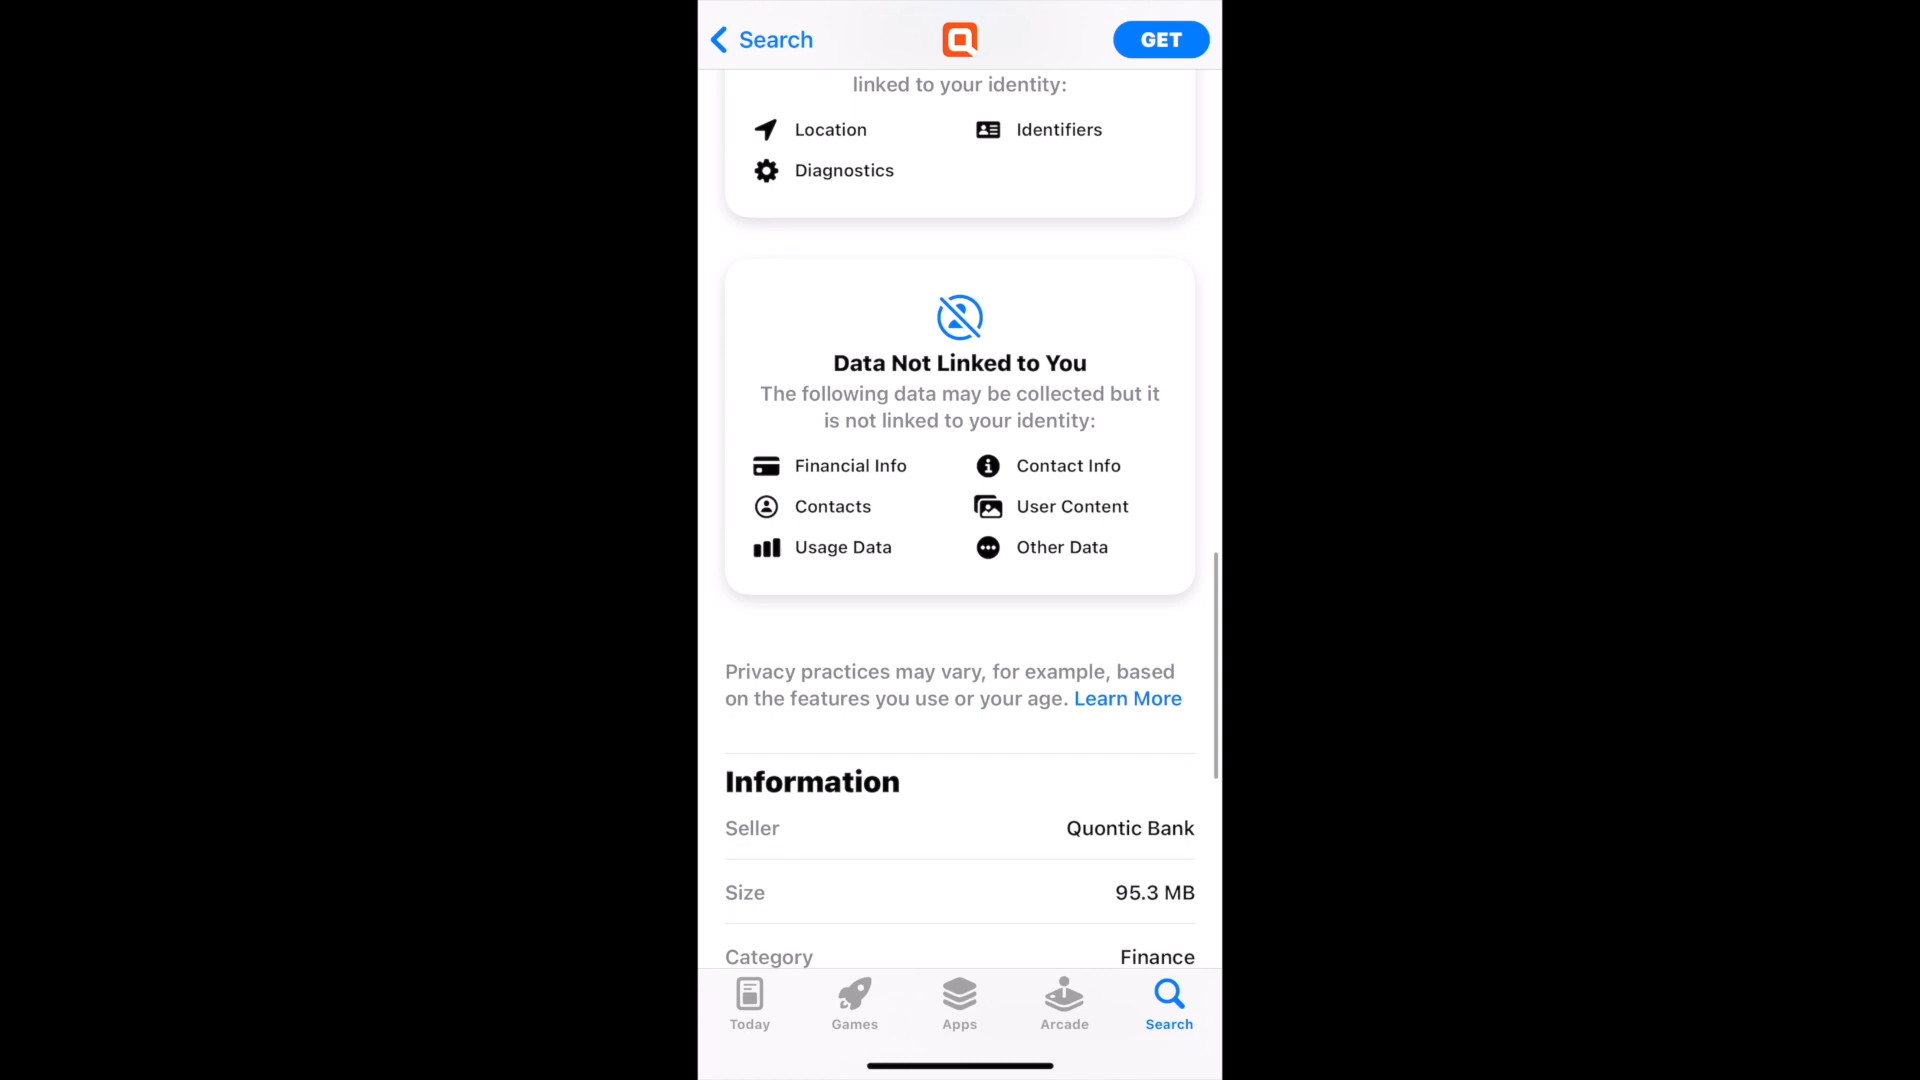 Search
GET
linked to your identity:
Location
Identifiers
Diagnostics
Data Not Linked to You
The following data may be collected but it
is not linked to your identity:
Financial Info
Contact Info
Contacts
User Content
Usage Data
Other Data
Privacy practices may vary, for example, based
on the features you use or your age. Learn More
Information
Seller Quontic Bank
Size 95.3 MB
Category Finance
Today Games Apps Arcade Search